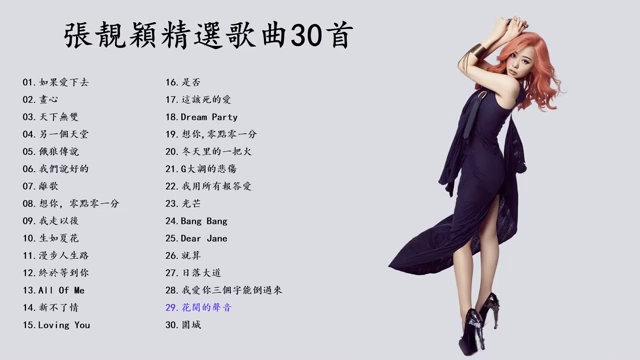 張靚穎精選歌曲30首
01.如果愛下去
02.畫心
03.天下無雙
04.另一個天堂
05.餓狼傳說
06.我們說好的
07.離歌
08.想你，零點零一分
09.我走以後
10.生如夏花
11.漫步人生路
12.終於等到你
13.All Of Me
14.新不了情
15.Loving You
16.是否
17.這該死的愛
18.Dream Party
19.想你,零點零一分
20.冬天里的一把火
21.G大調的悲傷
22.我用所有報答愛
23.光芒
24.Bang Bang
25.Dear Jane
26.就算
27.日落大道
28.我愛你三個字能倒過來
29.花開的聲音
30.圍城